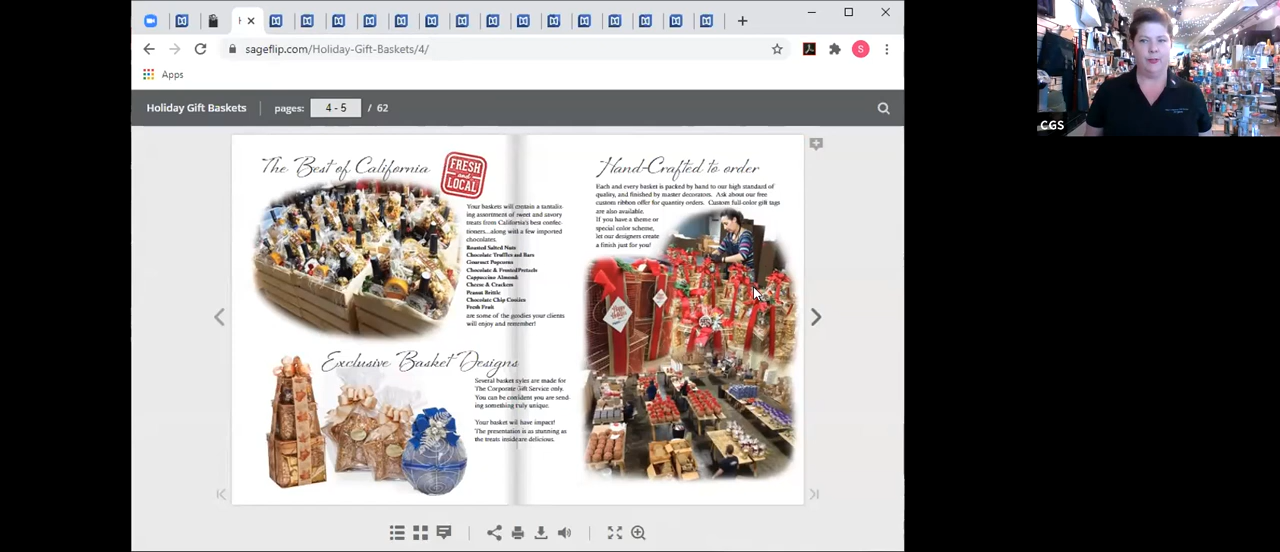 sageflip.com/Holiday-Gift-Baskets/4/
S
Apps
Holiday Gift Baskets
pages:
4 - 5
/ 62
CGS
The Best of California
FRESH
and
LOCAL
Your baskets will contain a tantaliz-
ing assortment of sweet and savory
treats from California's best confec-
tioners...along with a few imported
chocolates.
Roasted Salted Nuts
Chocolate Truffles and Bars
Gourmet Popcorns
Chocolate & Frosted Pretzels
Cappuccino Almonds
Cheese & Crackers
Peanut Brittle
Chocolate Chip Cookies
Fresh Fruit
are some of the goodies your clients
will enjoy and remember!
Exclusive Basket Designs
Several basket styles are made for
The Corporate Gift Service only.
You can be confident you are send-
ing something truly unique.
Your basket will have impact!
The presentation is as stunning as
the treats inside are delicious.
Hand-Crafted to order
Each and every basket is packed by hand to our high standard of
quality, and finished by master decorators. Ask about our free
custom ribbon offer for quantity orders. Custom full-color gift tags
are also available.
If you have a theme or
special color scheme,
let our designers create
a finish just for you!